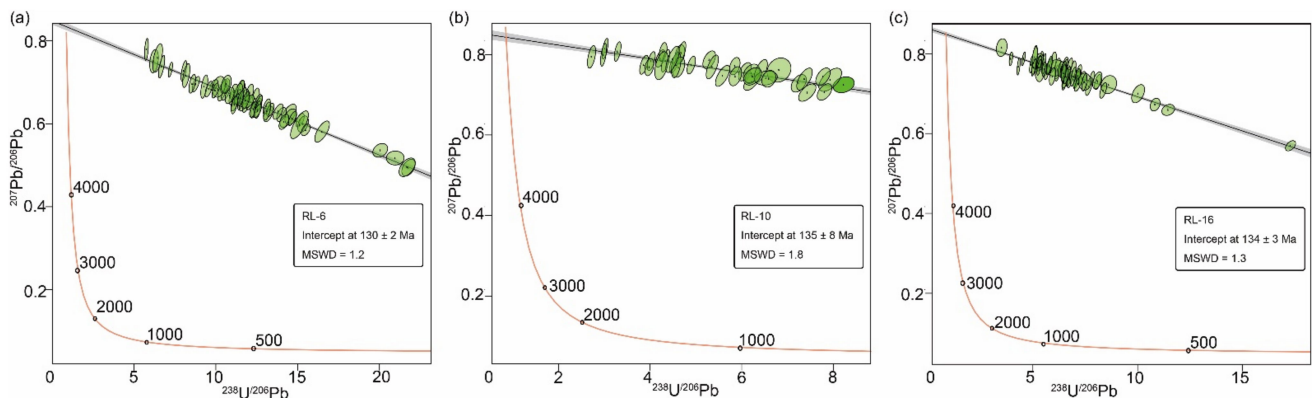 (a)
0.8
0.6
0.4
0.2
207Pb/206Pb
4000
3000
2000
1000
500
RL-6
Intercept at 130 ± 2 Ma
MSWD = 1.2
0
5
10
15
20
238U/206Pb
(b)
0.8
0.6
0.4
0.2
207Pb/206Pb
4000
3000
2000
1000
RL-10
Intercept at 135 ± 8 Ma
MSWD = 1.8
0
2
4
6
8
238U/206Pb
(c)
0.8
0.6
0.4
0.2
207Pb/206Pb
4000
3000
2000
1000
500
RL-16
Intercept at 134 ± 3 Ma
MSWD = 1.3
0
5
10
15
238U/206Pb